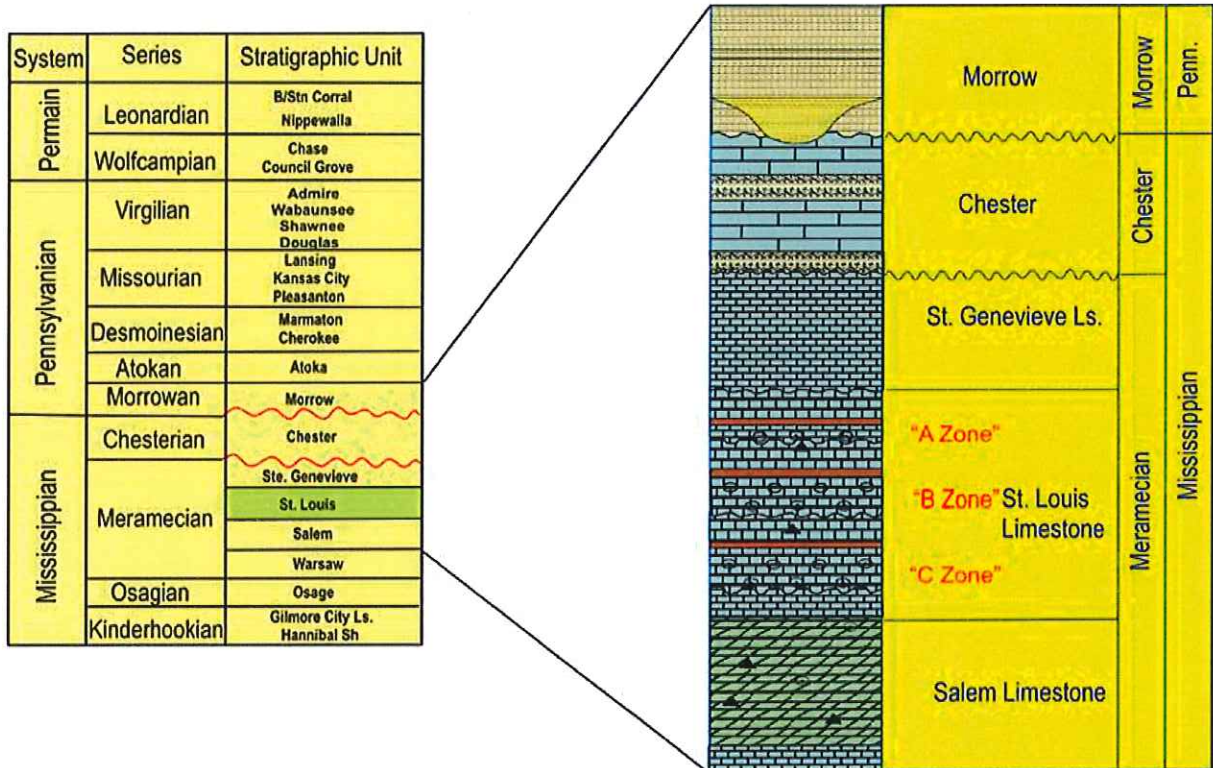 System Series Stratigraphic Unit
Permain
Leonardian
B/Stn Corral
Nippewalla
Wolfcampian
Chase
Council Grove
Pennsylvanian
Virgilian
Admire
Wabaunsee
Shawnee
Douglas
Missourian
Lansing
Kansas City
Pleasanton
Desmoinesian
Marmaton
Cherokee
Atokan
Atoka
Morrowan
Morrow
Mississippian
Chesterian
Chester
Meramecian
Ste. Genevieve
St. Louis
Salem
Warsaw
Osagian
Osage
Kinderhookian
Gilmore City Ls.
Hannibal Sh
Morrow
Morrow
Penn.
Chester
Chester
St. Genevieve Ls.
"A Zone"
"B Zone" St. Louis
Limestone
"C Zone"
Salem Limestone
Meramecian
Mississippian